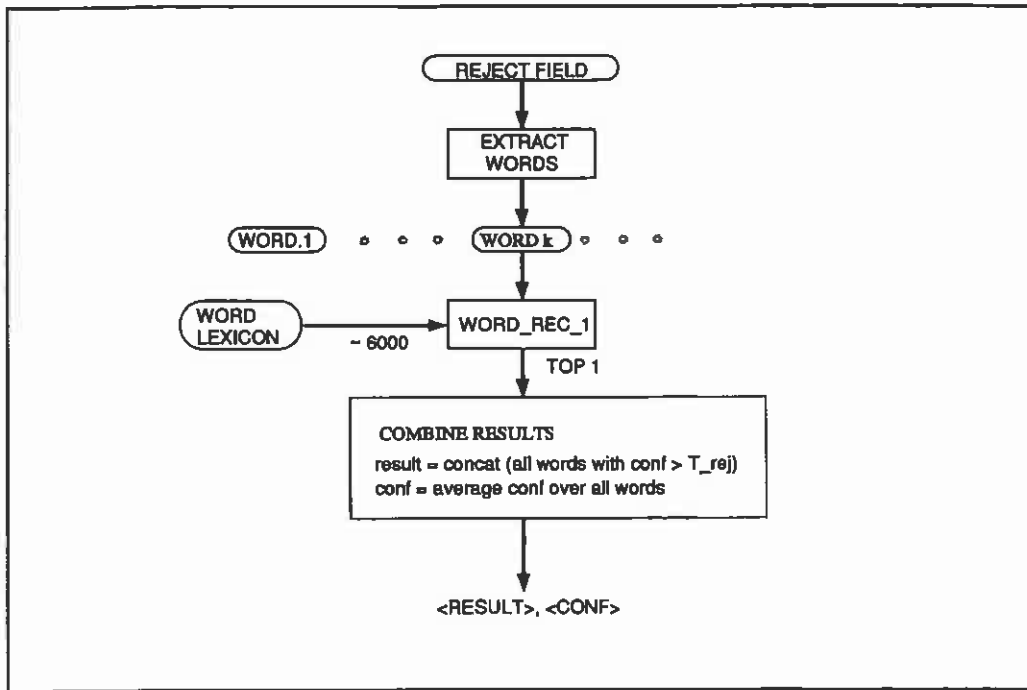 REJECT FIELD
EXTRACT
WORDS
WORD.1 o o o WORD k o o o
WORD
LEXICON
~ 6000
WORD_REC_1
TOP 1
COMBINE RESULTS
result = concat (all words with conf > T_rej)
conf = average conf over all words
<RESULT>, <CONF>